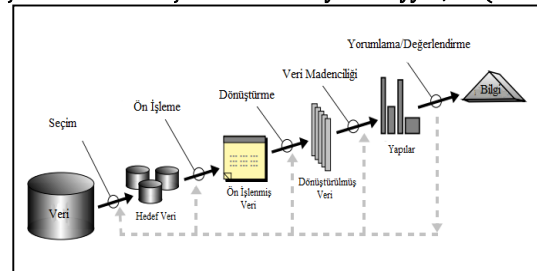 Yorumlama/Değerlendirme
Veri Madenciliği
Bilgi
Dönüştürme
Ön İşleme
Yapılar
Seçim
Dönüştürülmüş
Veri
Ön İşlenmiş
Veri
Hedef Veri
Veri